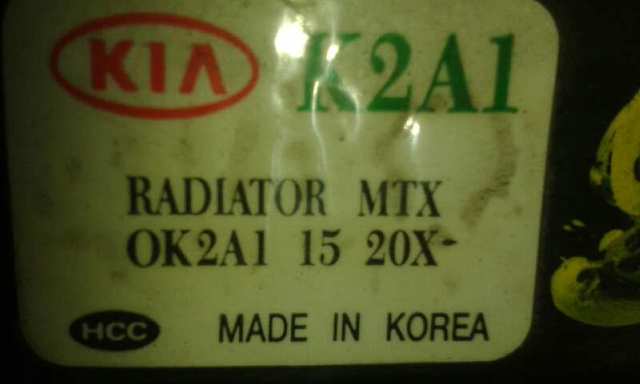 KIA K2A1
RADIATOR MTX
OK2A1 15 20X
HCC MADE IN KOREA